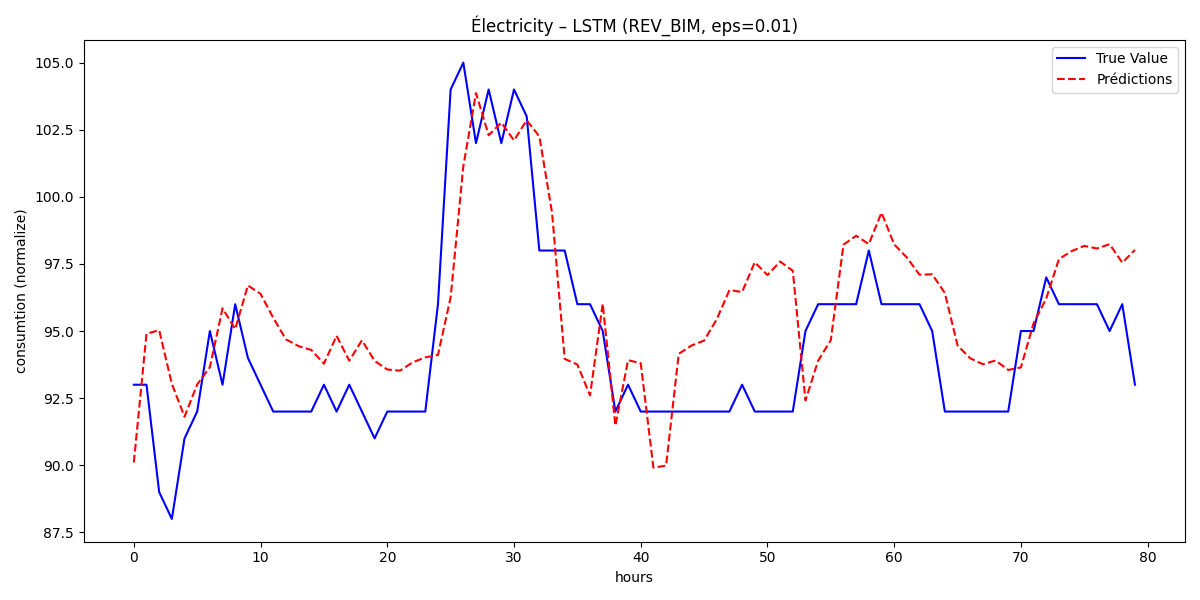 Électricity – LSTM (REV_BIM, eps=0.01)
True Value
Prédictions
consumtion (normalize)
105.0
102.5
100.0
97.5
95.0
92.5
90.0
87.5
0 10 20 30 40 50 60 70 80
hours